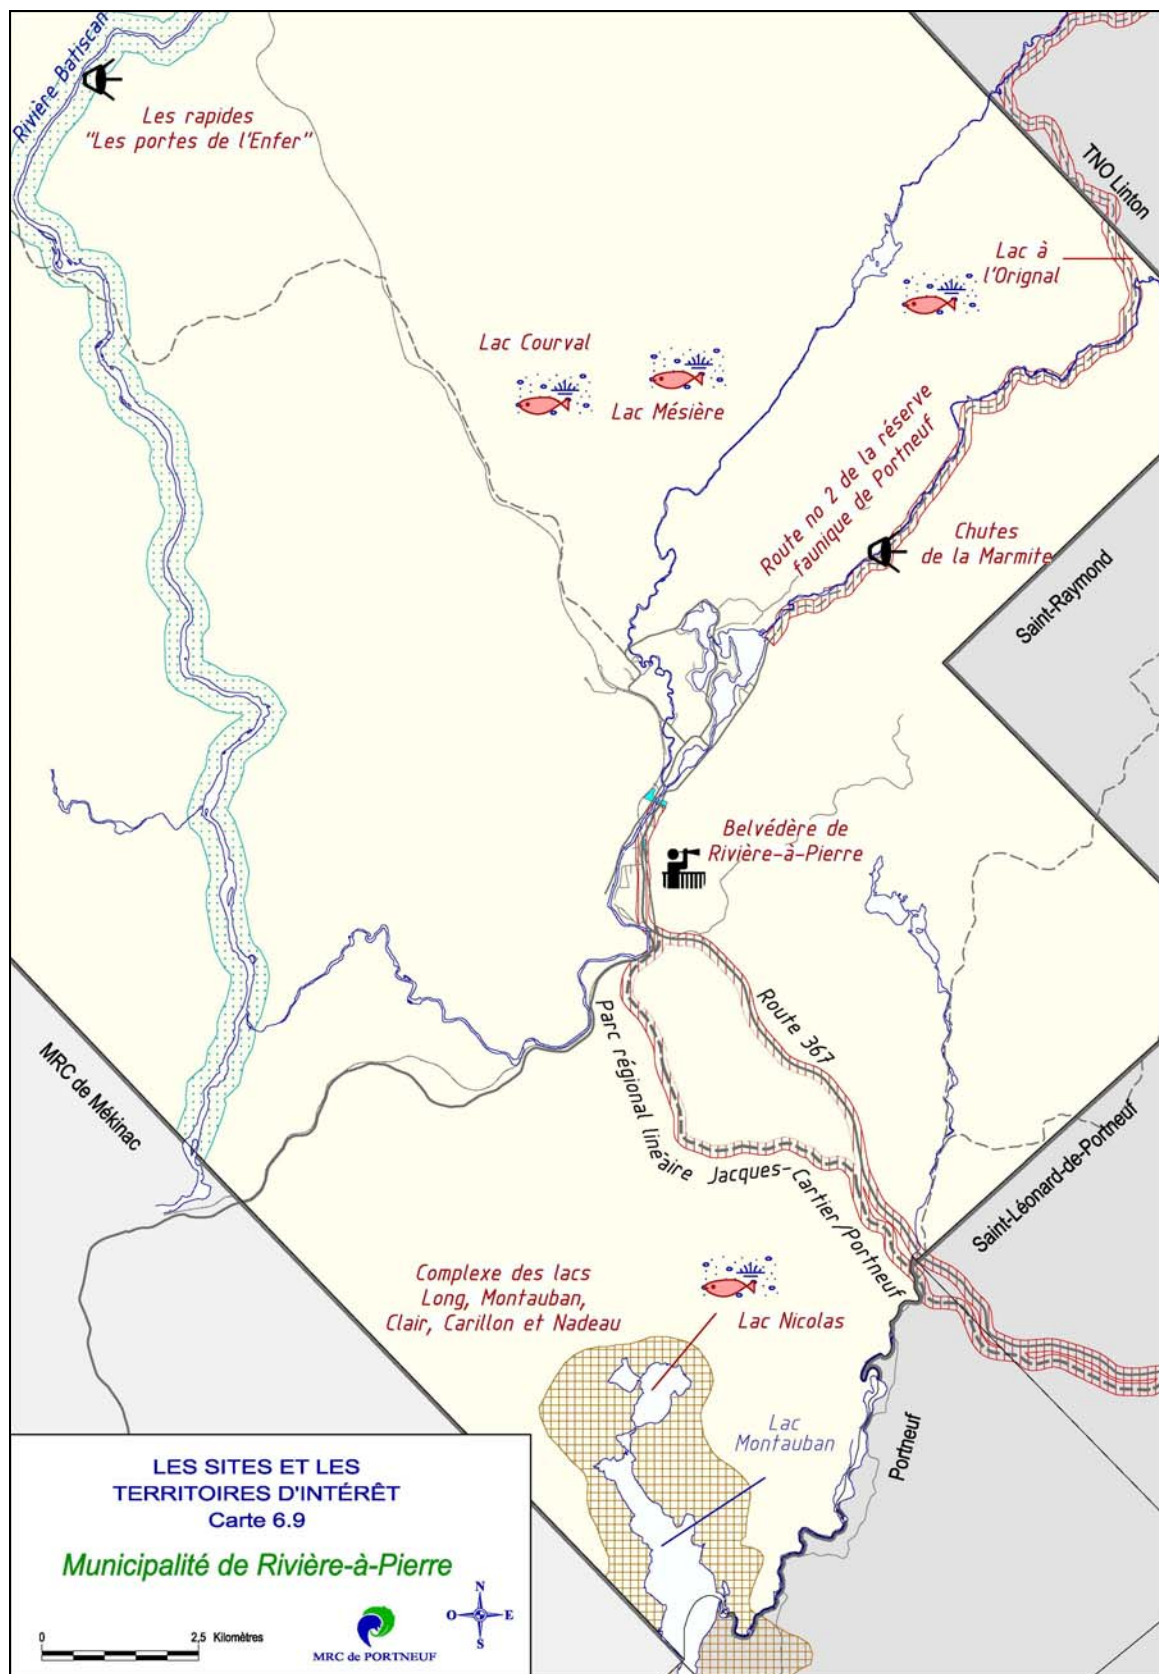 Rivière Batiscan
Les rapides
"Les portes de l'Enfer"
TNO Linton
Lac à
l'Orignal
Lac Courval
Lac Mésière
Route no 2 de la réserve
faunique de Portneuf
Chutes
de la Marmite
Saint-Raymond
Belvédère de
Rivière-à-Pierre
Route 367
Parc régional linéaire
Jacques-Cartier/Portneuf
MRC de Mékinac
Saint-Léonard-de-Portneuf
Complexe des lacs
Long, Montauban,
Clair, Carillon et Nadeau
Lac Nicolas
Lac
Montauban
Portneuf
LES SITES ET LES
TERRITOIRES D'INTÉRÊT
Carte 6.9
Municipalité de Rivière-à-Pierre
N
O E
S
0 2,5 Kilomètres
MRC de PORTNEUF